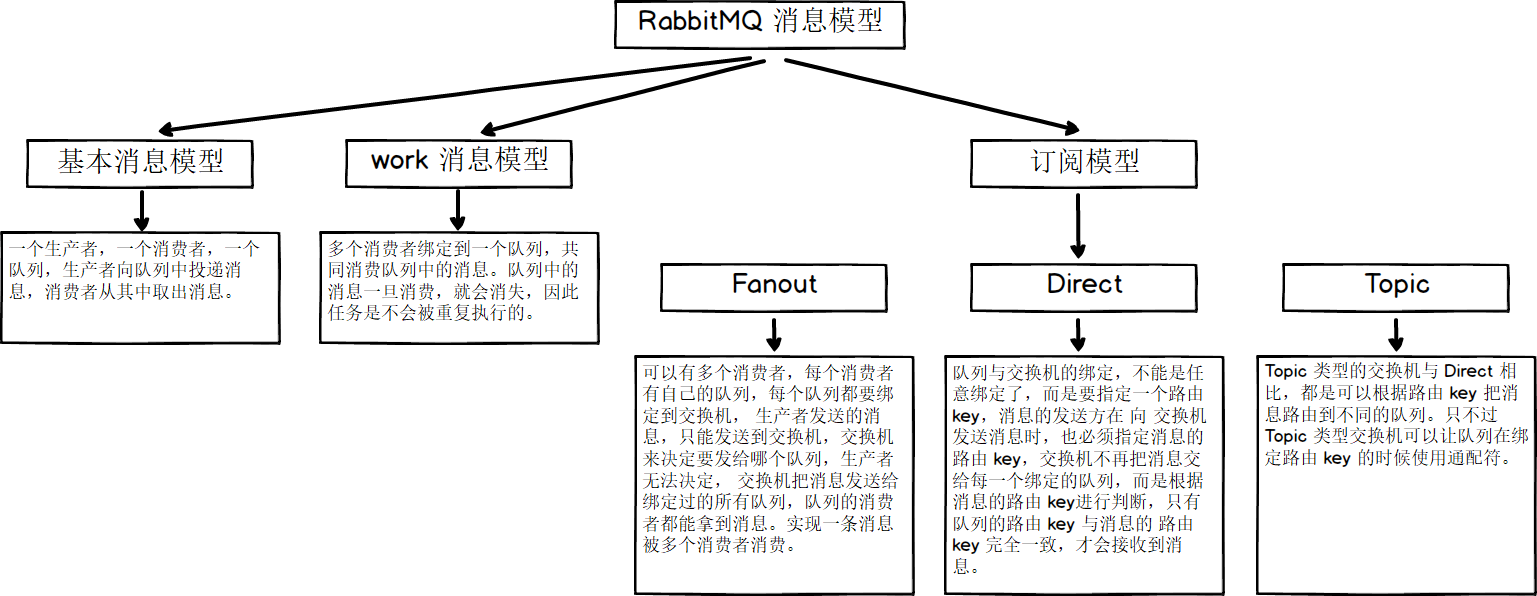 RabbitMQ 消息模型
基本消息模型
work 消息模型
订阅模型
一个生产者，一个消费者，一个
队列，生产者向队列中投递消
息，消费者从其中取出消息。
多个消费者绑定到一个队列，共
同消费队列中的消息。队列中的
消息一旦消费，就会消失，因此
任务是不会被重复执行的。
Fanout
Direct
Topic
可以有多个消费者，每个消费者
有自己的队列，每个队列都要绑
定到交换机， 生产者发送的消
息，只能发送到交换机，交换机
来决定要发给哪个队列，生产者
无法决定， 交换机把消息发送给
绑定过的所有队列，队列的消费
者都能拿到消息。实现一条消息
被多个消费者消费。
队列与交换机的绑定，不能是任
意绑定了，而是要指定一个路由
key，消息的发送方在 向 交换机
发送消息时，也必须指定消息的
路由 key，交换机不再把消息交
给每一个绑定的队列，而是根据
消息的路由 key进行判断，只有
队列的路由 key 与消息的 路由
key 完全一致，才会接收到消
息。
Topic 类型的交换机与 Direct 相
比，都是可以根据路由 key 把消
息路由到不同的队列。只不过
Topic 类型交换机可以让队列在绑
定路由 key 的时候使用通配符。